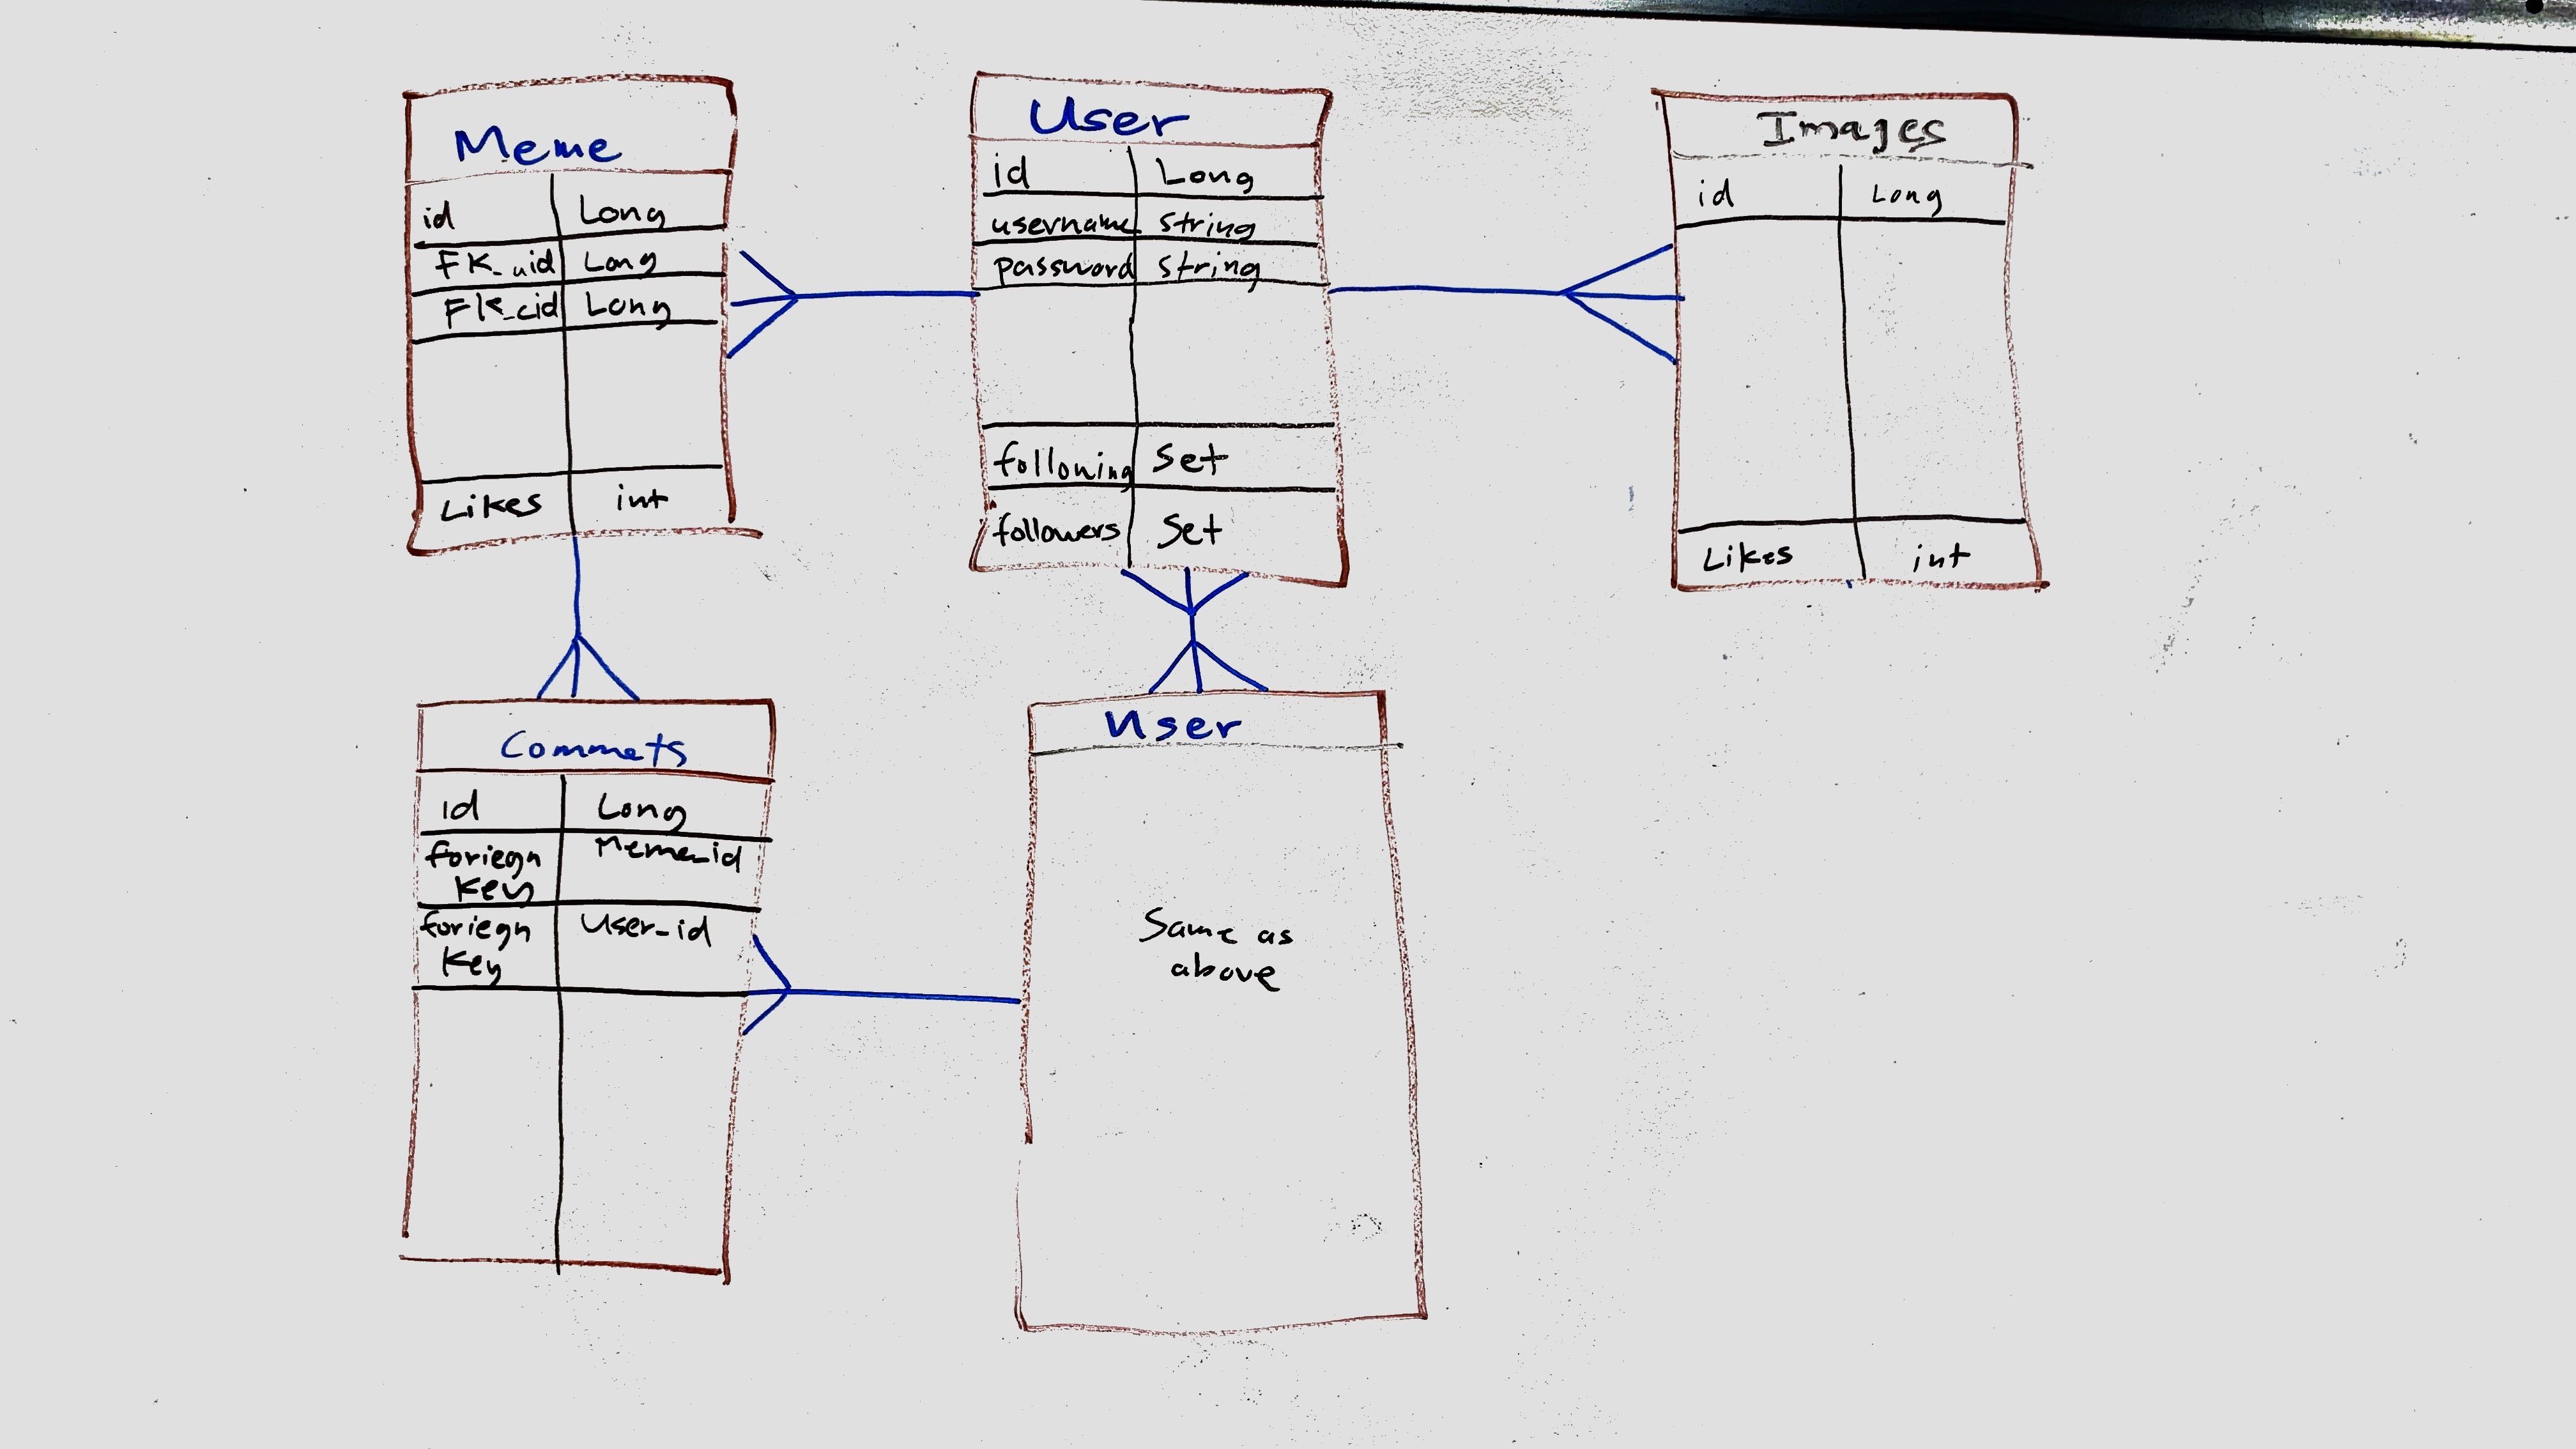 Meme
id Long
FK_uid Long
FK_cid Long
Likes int
User
id Long
username string
password string
following Set
followers Set
Images
id Long
Likes int
Commets
id Long
foriegn Meme_id
key
foriegn User_id
key
User
Same as
above